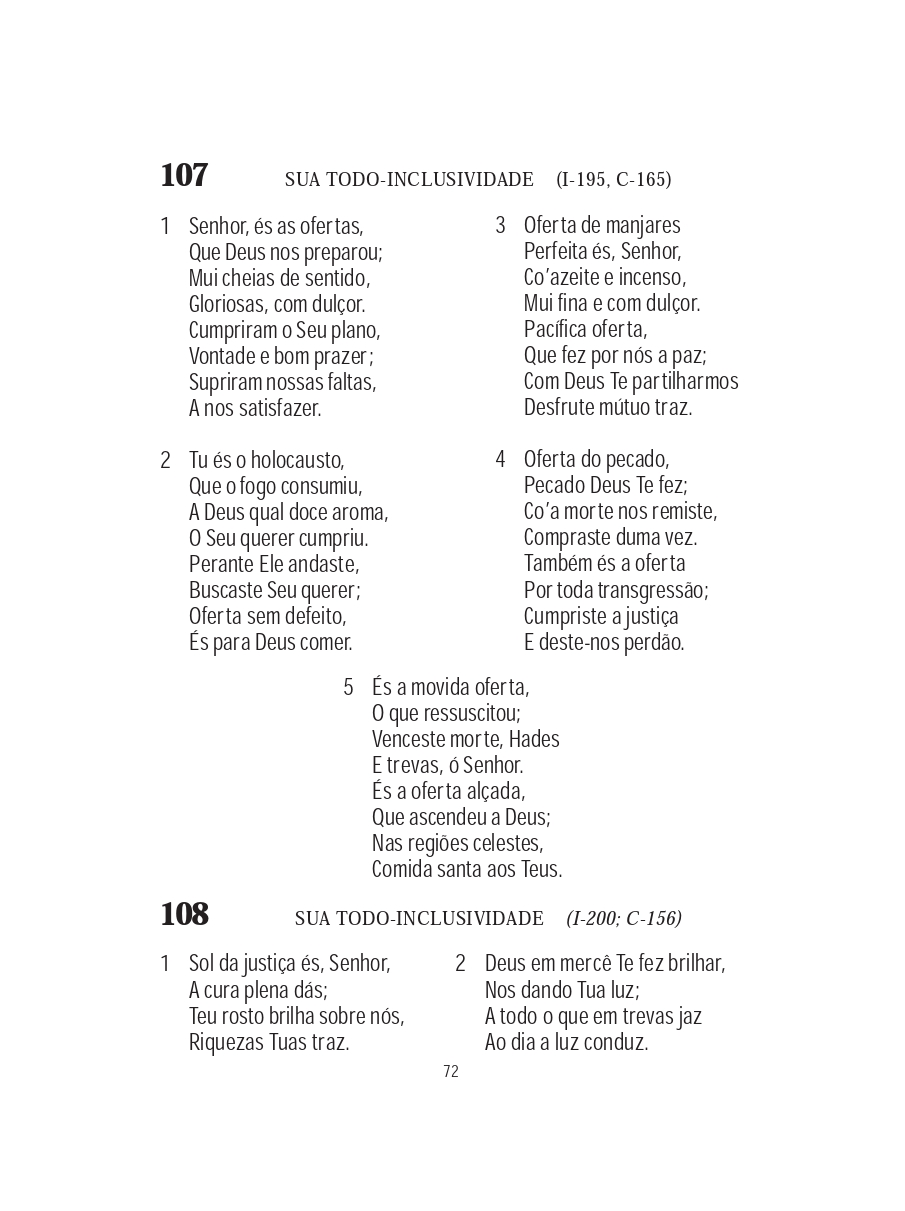 107 SUA TODO-INCLUSIVIDADE (I-195, C-165)
1 Senhor, és as ofertas,
Que Deus nos preparou;
Mui cheias de sentido,
Gloriosas, com dulçor.
Cumpriram o Seu plano,
Vontade e bom prazer;
Supriram nossas faltas,
A nos satisfazer.
2 Tu és o holocausto,
Que o fogo consumiu,
A Deus qual doce aroma,
O Seu querer cumpriu.
Perante Ele andaste,
Buscaste Seu querer;
Oferta sem defeito,
És para Deus comer.
3 Oferta de manjares
Perfeita és, Senhor,
Co’azeite e incenso,
Mui fina e com dulçor.
Pacífica oferta,
Que fez por nós a paz;
Com Deus Te partilharmos
Desfrute mútuo traz.
4 Oferta do pecado,
Pecado Deus Te fez;
Co’a morte nos remiste,
Compraste duma vez.
Também és a oferta
Por toda transgressão;
Cumpriste a justiça
E deste-nos perdão.
5 És a movida oferta,
O que ressuscitou;
Venceste morte, Hades
E trevas, ó Senhor.
És a oferta alçada,
Que ascendeu a Deus;
Nas regiões celestes,
Comida santa aos Teus.
108 SUA TODO-INCLUSIVIDADE (I-200; C-156)
1 Sol da justiça és, Senhor,
A cura plena dás;
Teu rosto brilha sobre nós,
Riquezas Tuas traz.
2 Deus em mercê Te fez brilhar,
Nos dando Tua luz;
A todo o que em trevas jaz
Ao dia a luz conduz.
72